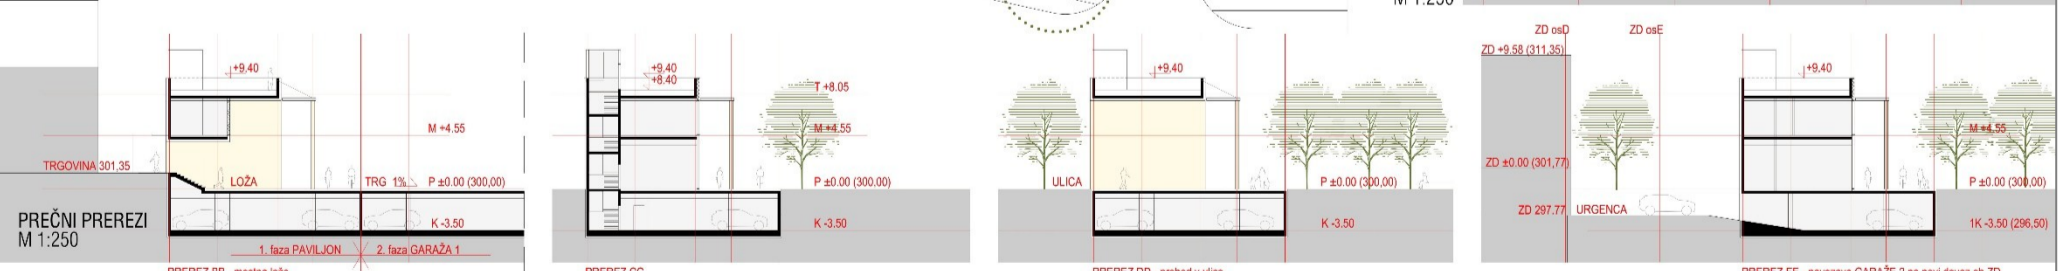 M 1:250
+9.40
M +4.55
TRGOVINA 301,35
LOŽA
TRG 1%
P ±0.00 (300,00)
K -3.50
PREČNI PREREZI
M 1:250
1. faza PAVILJON
2. faza GARAŽA 1
+9.40
+8.40
T +8.05
M +4.55
P ±0.00 (300,00)
K -3.50
+9.40
ULICA
P ±0.00 (300,00)
K -3.50
ZD osD
ZD osE
ZD +9.58 (311,35)
+9.40
M +4.55
ZD ±0.00 (301,77)
P ±0.00 (300,00)
ZD 297.77
URGENCA
1K -3.50 (296,50)